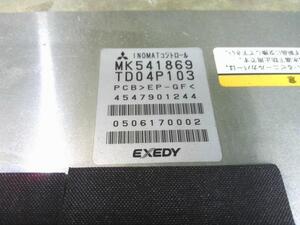 INOMATコントロール
MK541869
TD04P103
PCB>EP-GF<
4547901244
0506170002
EXEDY